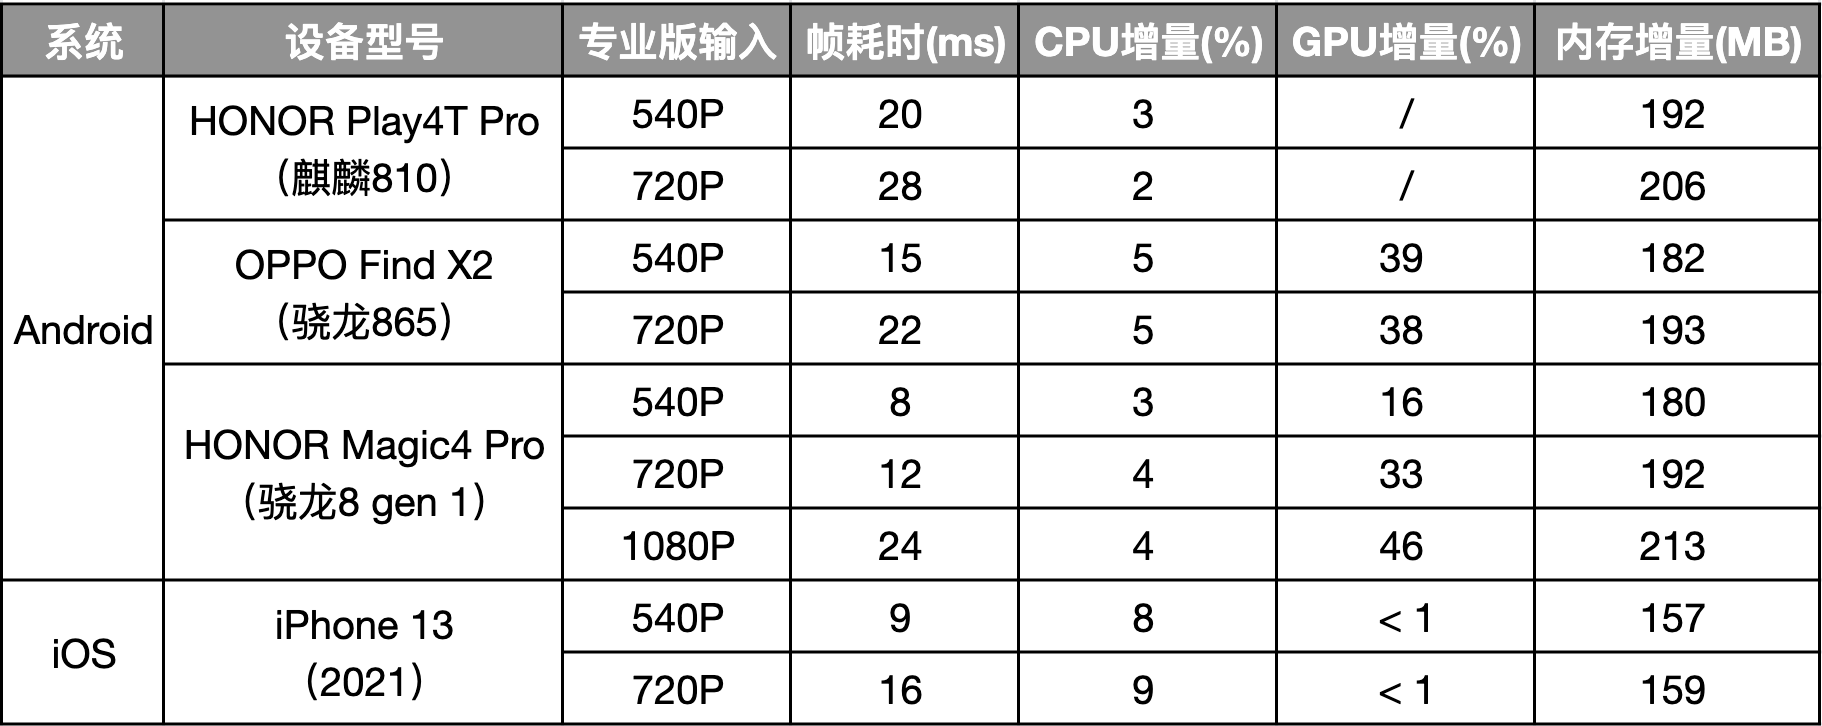 系统 设备型号 专业版输入 帧耗时(ms) CPU增量(%) GPU增量(%) 内存增量(MB)
Android
HONOR Play4T Pro
（麒麟810）
540P 20 3 / 192
720P 28 2 / 206
OPPO Find X2
（骁龙865）
540P 15 5 39 182
720P 22 5 38 193
HONOR Magic4 Pro
（骁龙8 gen 1）
540P 8 3 16 180
720P 12 4 33 192
1080P 24 4 46 213
iOS
iPhone 13
（2021）
540P 9 8 < 1 157
720P 16 9 < 1 159